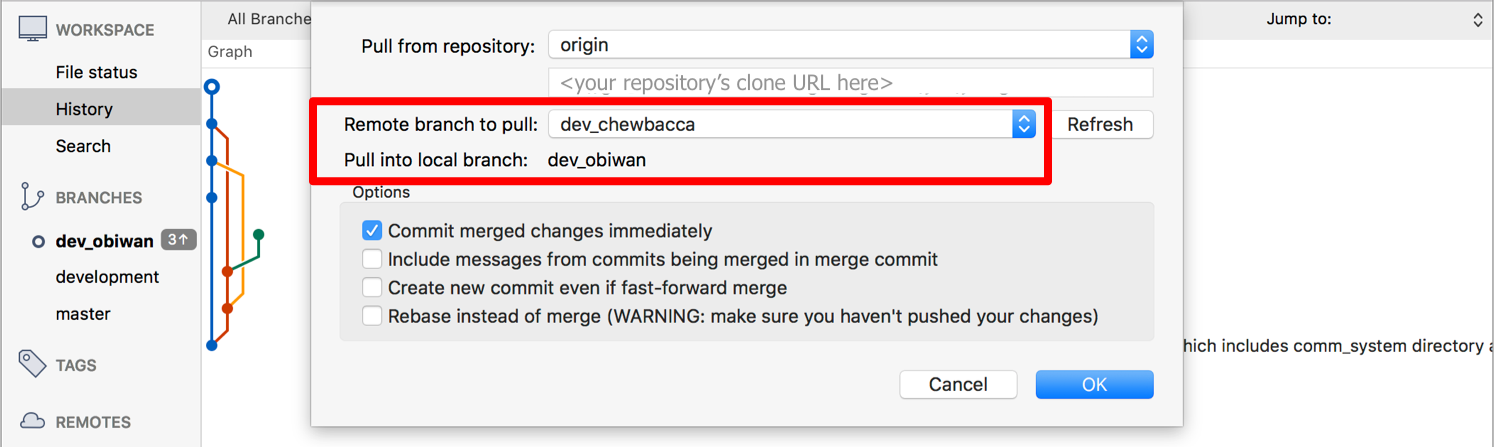 WORKSPACE
File status
History
Search
BRANCHES
dev_obiwan 3↑
development
master
TAGS
REMOTES
All Branche
Jump to:
Graph
Pull from repository: origin
<your repository's clone URL here>
Remote branch to pull: dev_chewbacca Refresh
Pull into local branch: dev_obiwan
Options
Commit merged changes immediately
Include messages from commits being merged in merge commit
Create new commit even if fast-forward merge
Rebase instead of merge (WARNING: make sure you haven't pushed your changes)
Cancel OK
hich includes comm_system directory a